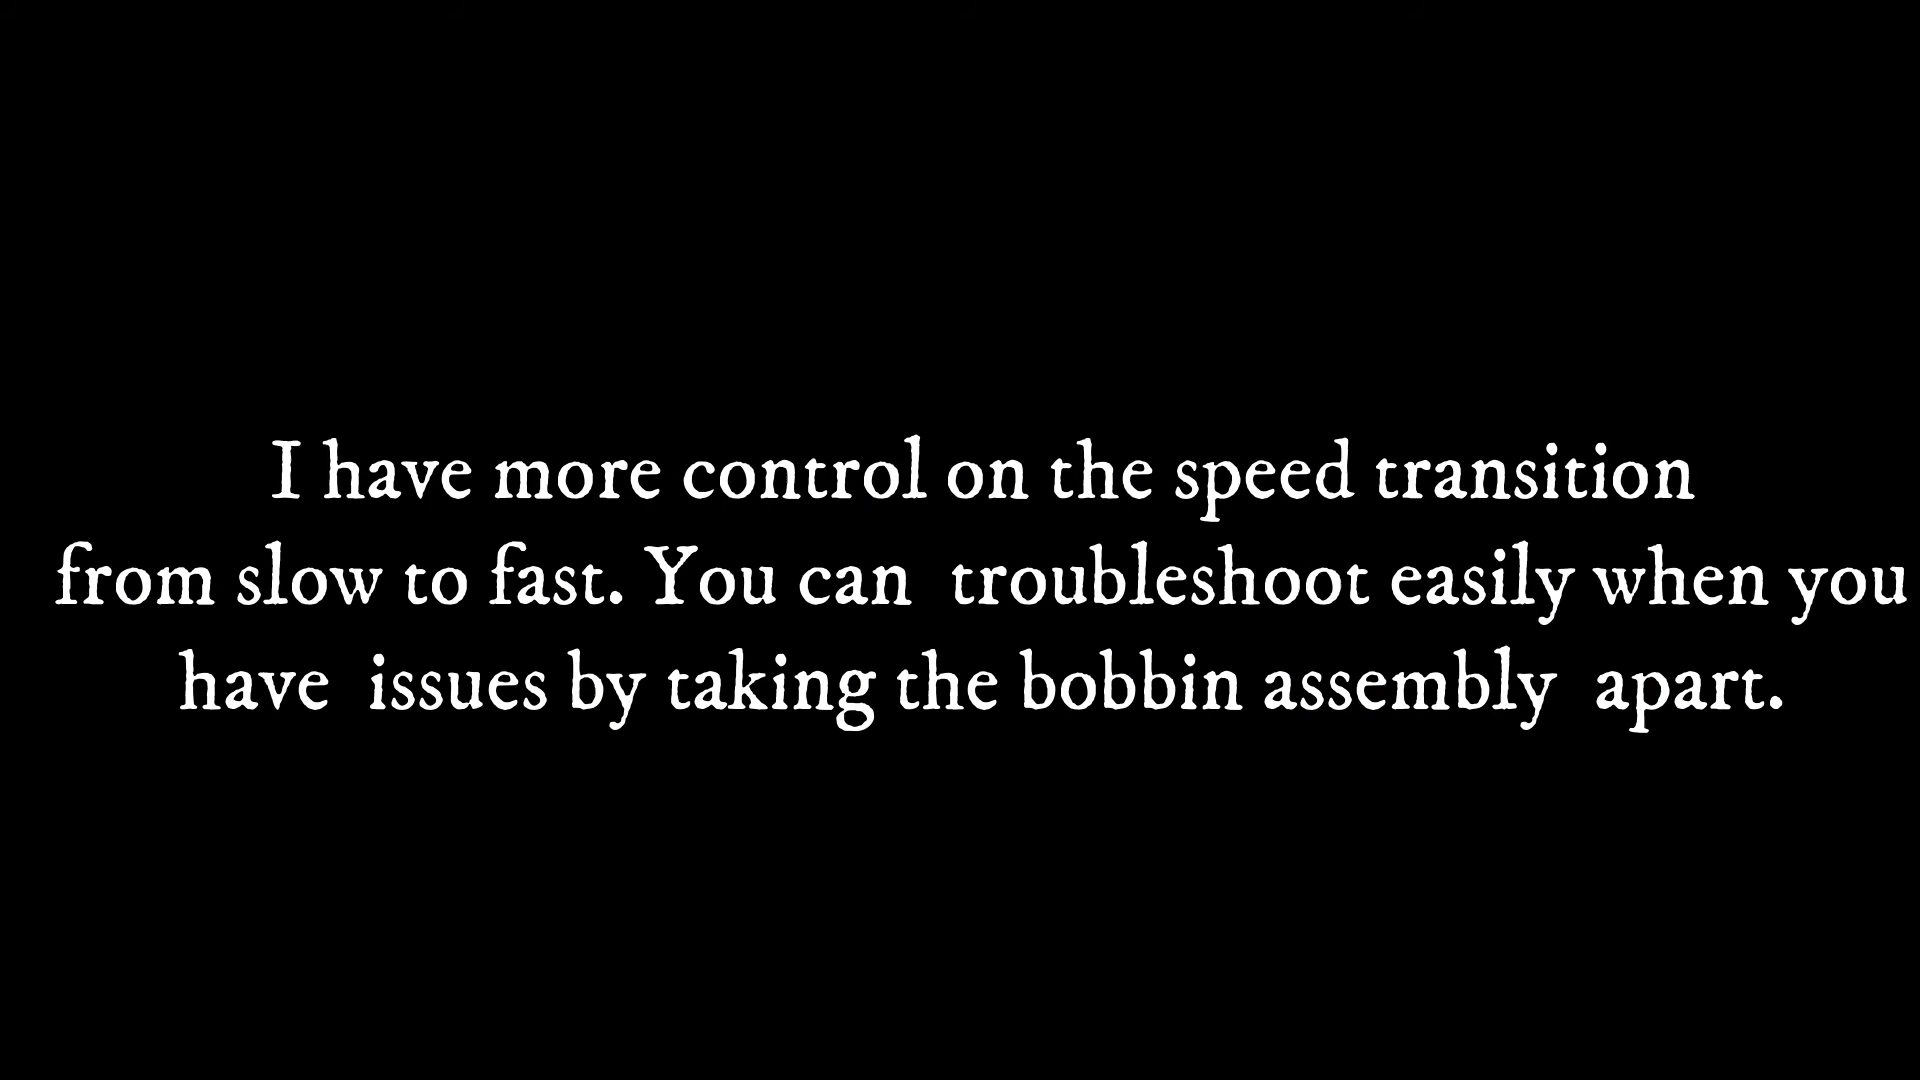 I have more control on the speed transition
from slow to fast. You can  troubleshoot easily when you
have  issues by taking the bobbin assembly  apart.